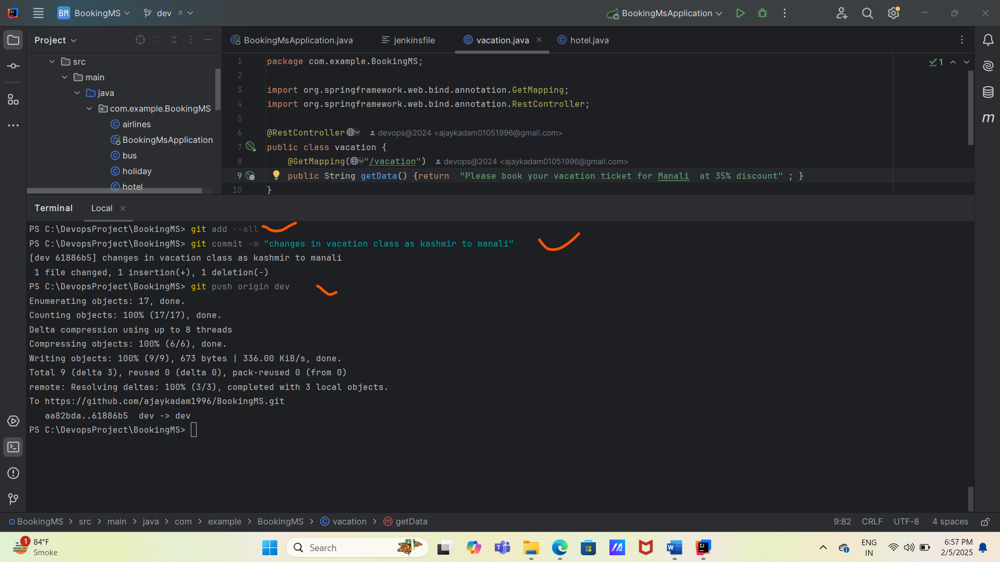 BM BookingMS dev BookingMsApplication
Project
BookingMsApplication.java jenkinsfile vacation.java hotel.java
src
main
java
com.example.BookingMS
airlines
BookingMsApplication
bus
holiday
hotel
1 package com.example.BookingMS;
2
3 import org.springframework.web.bind.annotation.GetMapping;
4 import org.springframework.web.bind.annotation.RestController;
5
6 @RestController devops@2024 <ajaykadam01051996@gmail.com>
7 public class vacation {
8 @GetMapping("/vacation") devops@2024 <ajaykadam01051996@gmail.com>
9 public String getData() {return "Please book your vacation ticket for Manali at 35% discount" ; }
10 }
1
m
Terminal Local
PS C:\DevopsProject\BookingMS> git add --all
PS C:\DevopsProject\BookingMS> git commit -m "changes in vacation class as kashmir to manali"
[dev 61886b5] changes in vacation class as kashmir to manali
1 file changed, 1 insertion(+), 1 deletion(-)
PS C:\DevopsProject\BookingMS> git push origin dev
Enumerating objects: 17, done.
Counting objects: 100% (17/17), done.
Delta compression using up to 8 threads
Compressing objects: 100% (6/6), done.
Writing objects: 100% (9/9), 673 bytes | 336.00 KiB/s, done.
Total 9 (delta 3), reused 0 (delta 0), pack-reused 0 (from 0)
remote: Resolving deltas: 100% (3/3), completed with 3 local objects.
To https://github.com/ajaykadam1996/BookingMS.git
aa82bda..61886b5 dev -> dev
PS C:\DevopsProject\BookingMS>
BookingMS > src > main > java > com > example > BookingMS > vacation > getData 9:82 CRLF UTF-8 4 spaces
1 84°F
Smoke
Search
ENG
IN
6:57 PM
2/5/2025